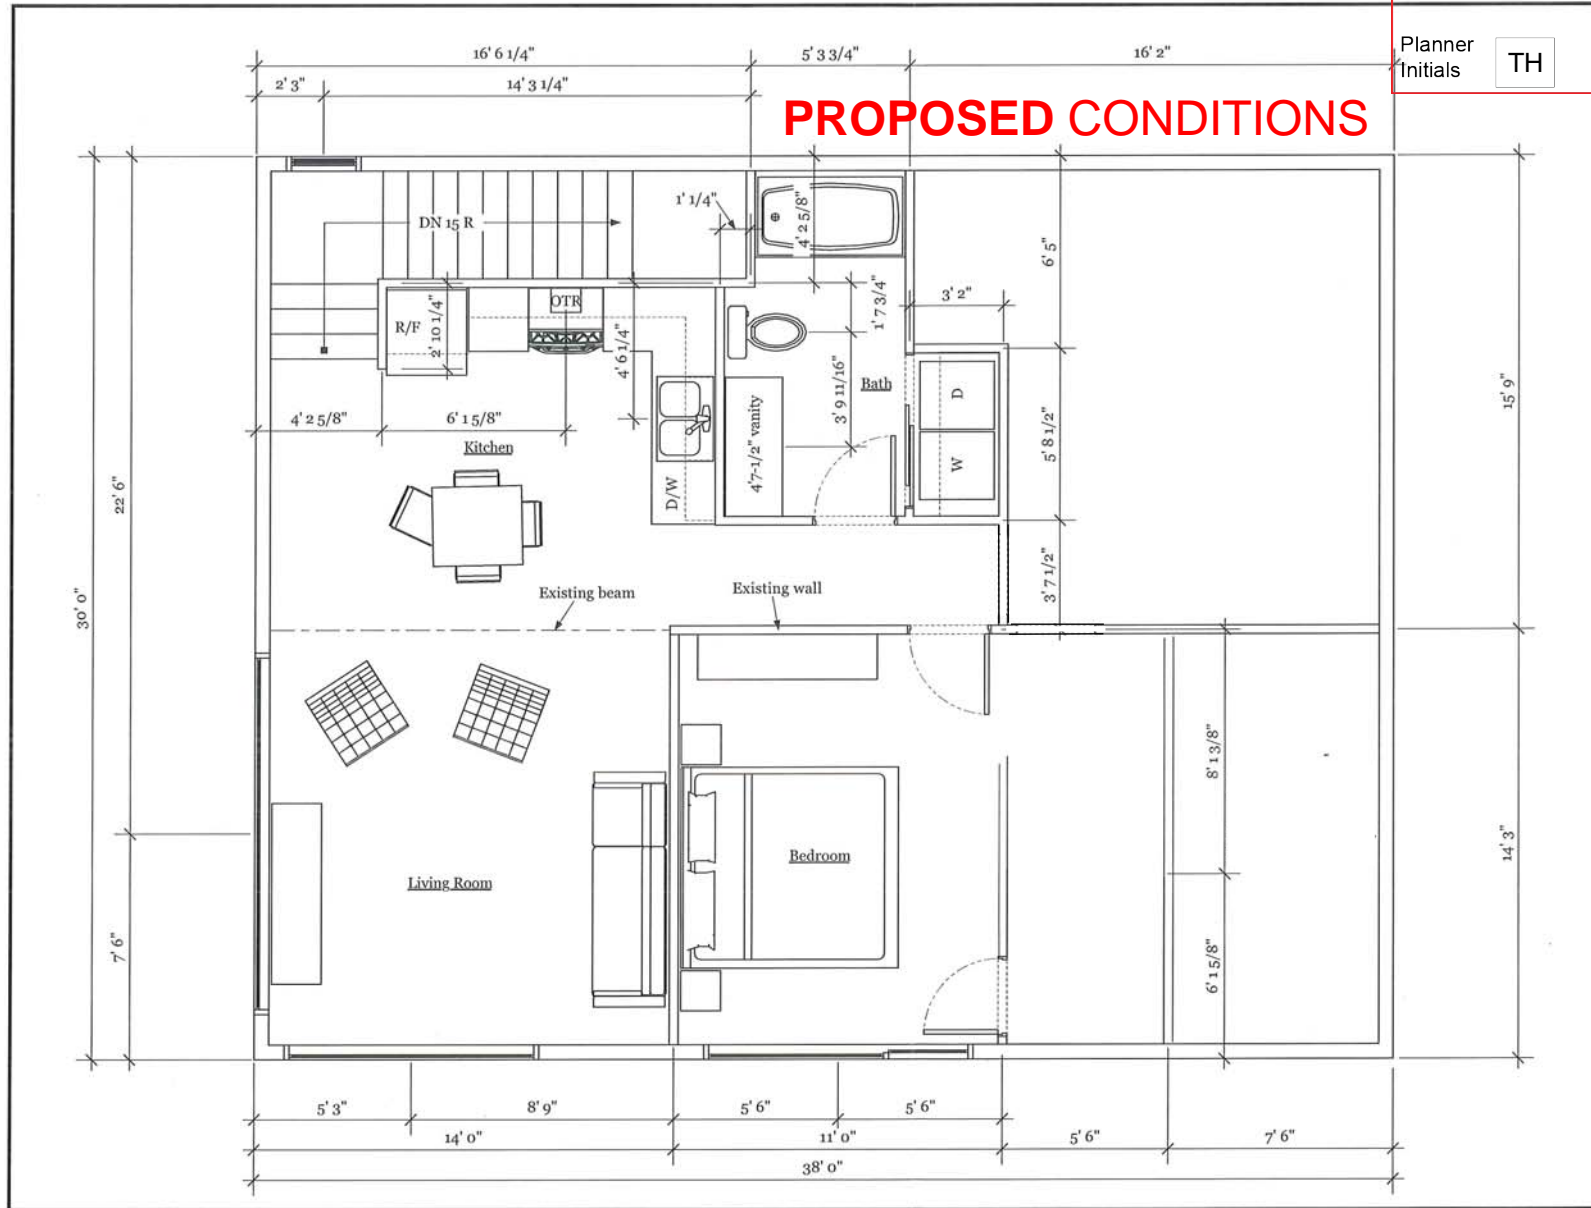 Planner
Initials
TH
16' 6 1/4"
5' 3 3/4"
16' 2"
2' 3"
14' 3 1/4"
PROPOSED CONDITIONS
DN 15 R
1' 1/4"
4' 2 5/8"
6' 5"
R/F
2' 10 1/4"
OTR
4' 6 1/4"
1' 7 3/4"
3' 2"
4' 2 5/8"
6' 1 5/8"
Kitchen
3' 9 11/16"
Bath
D
15' 9"
4'7-1/2" vanity
5' 8 1/2"
W
D/W
22' 6"
30' 0"
Existing beam
Existing wall
3' 7 1/2"
8' 1 3/8"
Living Room
Bedroom
14' 3"
7' 6"
6' 1 5/8"
5' 3"
8' 9"
5' 6"
5' 6"
14' 0"
11' 0"
5' 6"
7' 6"
38' 0"